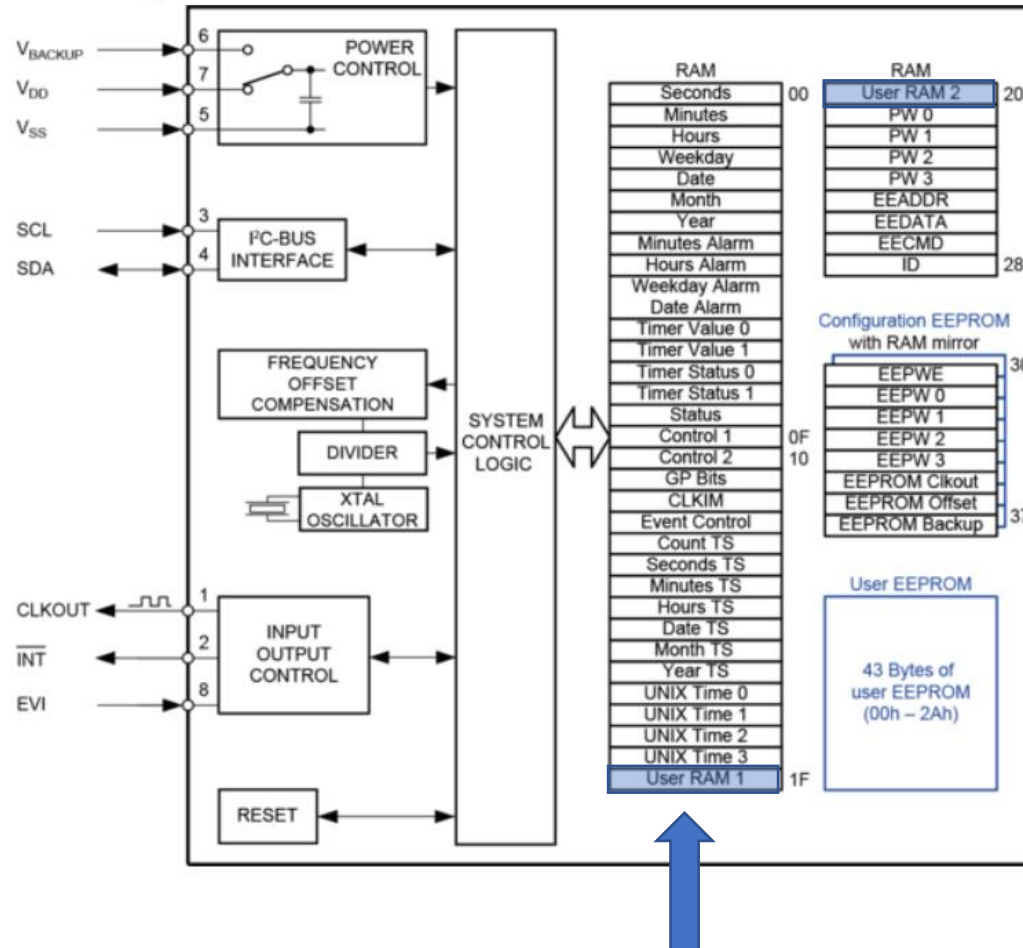 V_BACKUP
V_DD
V_SS
6
7
5
POWER
CONTROL
SCL
SDA
3
4
I²C-BUS
INTERFACE
FREQUENCY
OFFSET
COMPENSATION
DIVIDER
XTAL
OSCILLATOR
CLKOUT
INT
EVI
1
2
8
INPUT
OUTPUT
CONTROL
RESET
SYSTEM
CONTROL
LOGIC
RAM
Seconds 00
Minutes
Hours
Weekday
Date
Month
Year
Minutes Alarm
Hours Alarm
Weekday Alarm
Date Alarm
Timer Value 0
Timer Value 1
Timer Status 0
Timer Status 1
Status
Control 1 0F
Control 2 10
GP Bits
CLKIM
Event Control
Count TS
Seconds TS
Minutes TS
Hours TS
Date TS
Month TS
Year TS
UNIX Time 0
UNIX Time 1
UNIX Time 2
UNIX Time 3
User RAM 1 1F
RAM
User RAM 2 20
PW 0
PW 1
PW 2
PW 3
EEADDR
EEDATA
EECMD
ID 28
Configuration EEPROM
with RAM mirror
EEPWE
EEPW 0
EEPW 1
EEPW 2
EEPW 3
EEPROM Clkout
EEPROM Offset
EEPROM Backup
User EEPROM
43 Bytes of
user EEPROM
(00h – 2Ah)